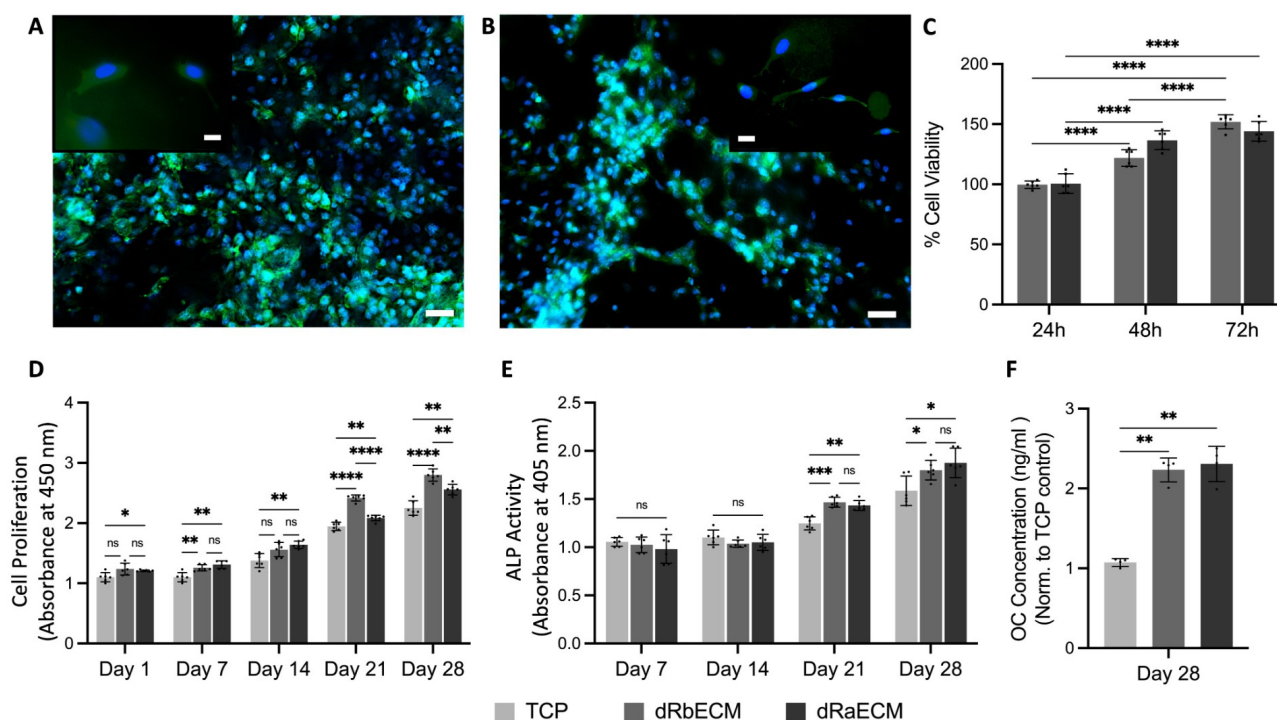 A
B
C
****
****
****
****
****
****
200
150
100
50
0
% Cell Viability
24h
48h
72h
D
4
3
2
1
0
Cell Proliferation
(Absorbance at 450 nm)
*
ns
ns
**
**
ns
**
ns
ns
**
****
****
**
**
****
Day 1
Day 7
Day 14
Day 21
Day 28
E
2.5
2.0
1.5
1.0
0.5
0.0
ALP Activity
(Absorbance at 405 nm)
ns
ns
**
ns
***
*
ns
*
Day 7
Day 14
Day 21
Day 28
F
3
2
1
0
OC Concentration (ng/ml )
(Norm. to TCP control)
**
**
Day 28
TCP
dRbECM
dRaECM